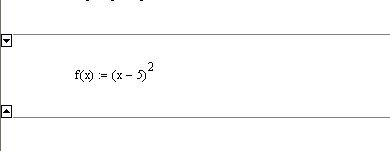 f(x) := (x − 5)²